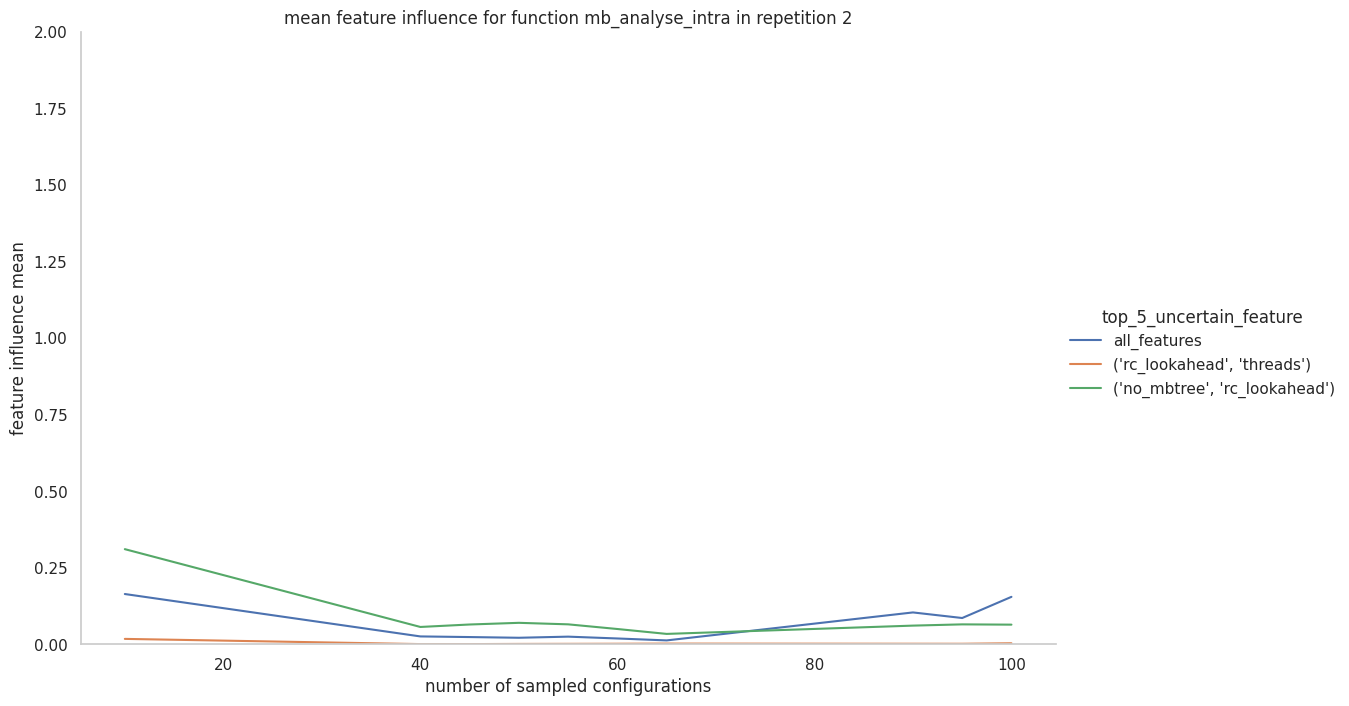 mean feature influence for function mb_analyse_intra in repetition 2
2.00
1.75
1.50
1.25
1.00
0.75
0.50
0.25
0.00
feature influence mean
20
40
60
80
100
number of sampled configurations
top_5_uncertain_feature
all_features
('rc_lookahead', 'threads')
('no_mbtree', 'rc_lookahead')